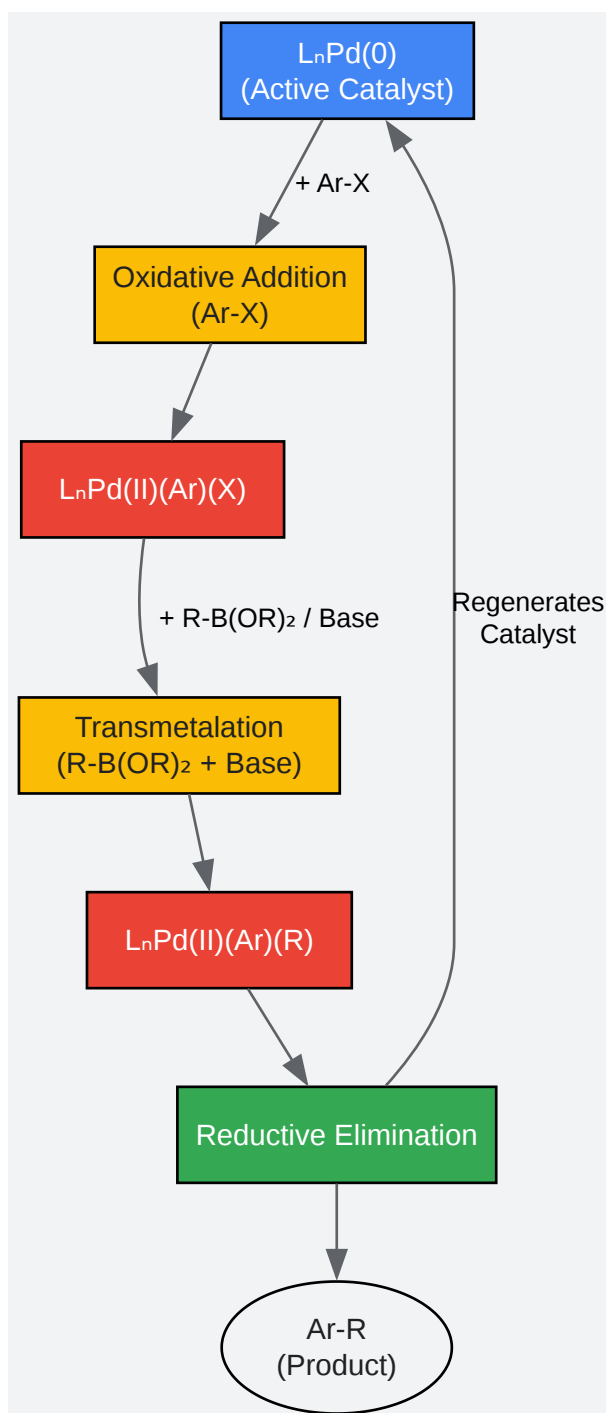 LₙPd(0)
(Active Catalyst)
+ Ar-X
Oxidative Addition
(Ar-X)
LₙPd(II)(Ar)(X)
+ R-B(OR)₂ / Base
Regenerates
Catalyst
Transmetalation
(R-B(OR)₂ + Base)
LₙPd(II)(Ar)(R)
Reductive Elimination
Ar-R
(Product)